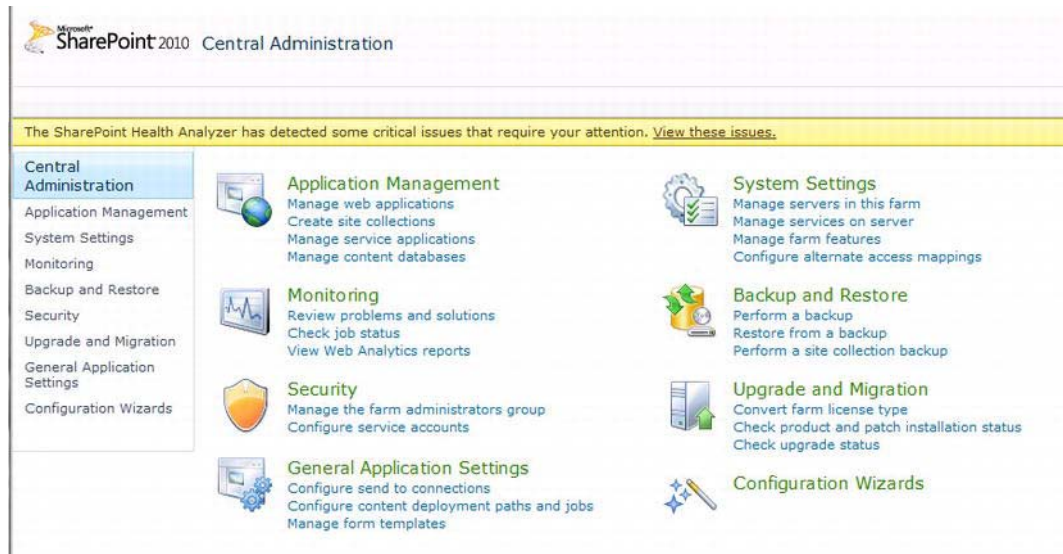 Microsoft
SharePoint 2010 Central Administration
The SharePoint Health Analyzer has detected some critical issues that require your attention. View these issues.
Central
Administration
Application Management
System Settings
Monitoring
Backup and Restore
Security
Upgrade and Migration
General Application
Settings
Configuration Wizards
Application Management
Manage web applications
Create site collections
Manage service applications
Manage content databases
System Settings
Manage servers in this farm
Manage services on server
Manage farm features
Configure alternate access mappings
Monitoring
Review problems and solutions
Check job status
View Web Analytics reports
Backup and Restore
Perform a backup
Restore from a backup
Perform a site collection backup
Security
Manage the farm administrators group
Configure service accounts
Upgrade and Migration
Convert farm license type
Check product and patch installation status
Check upgrade status
General Application Settings
Configure send to connections
Configure content deployment paths and jobs
Manage form templates
Configuration Wizards